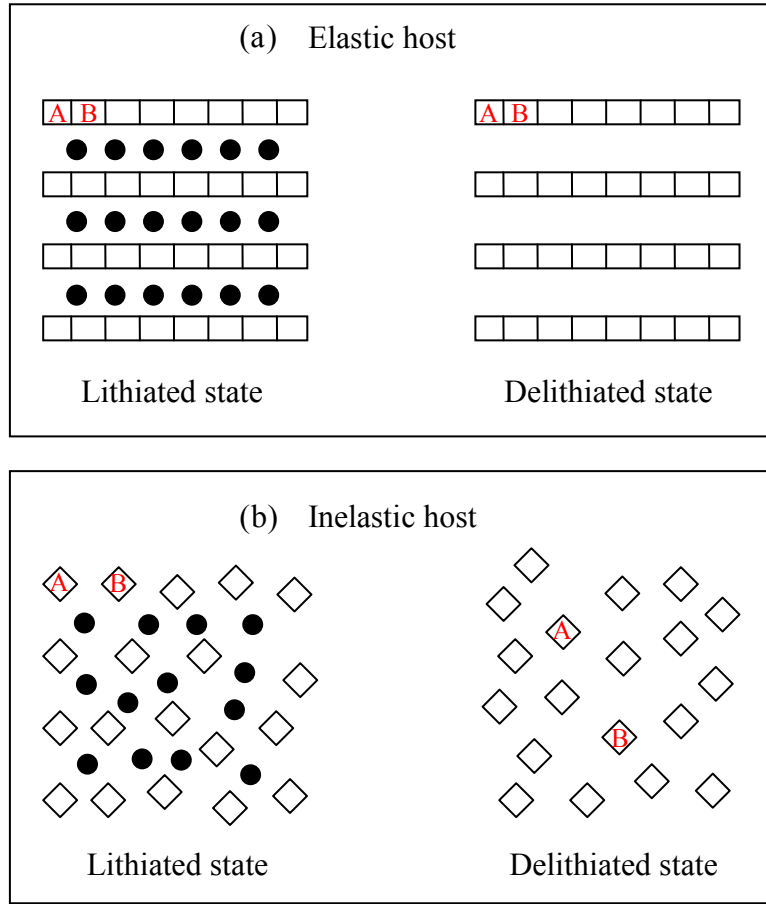 (a) Elastic host
A B
A B
Lithiated state
Delithiated state
(b) Inelastic host
A B
A
B
Lithiated state
Delithiated state